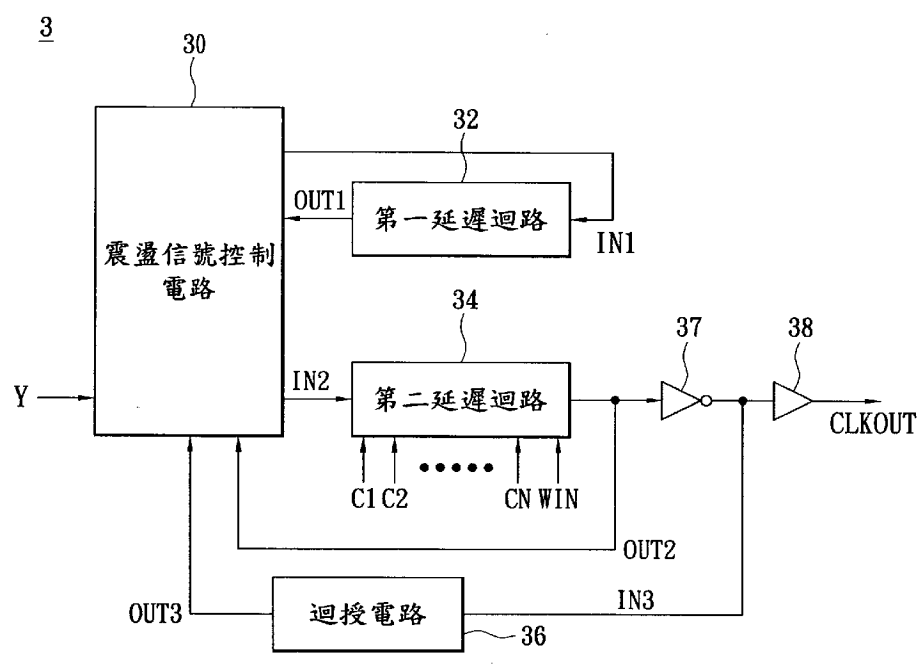 3
30
32
OUT1
第一延遲迴路
IN1
震盪信號控制
電路
34
37
38
Y
IN2
第二延遲迴路
CLKOUT
C1 C2 CN WIN
OUT2
OUT3
迴授電路
IN3
36